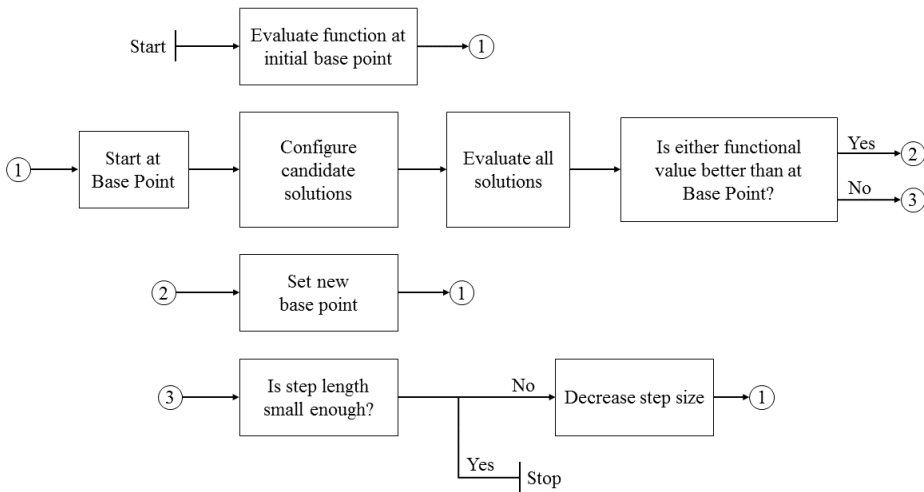 Start
Evaluate function at
initial base point
1
1
Start at
Base Point
Configure
candidate
solutions
Evaluate all
solutions
Is either functional
value better than at
Base Point?
Yes
2
No
3
2
Set new
base point
1
3
Is step length
small enough?
No
Decrease step size
1
Yes
Stop